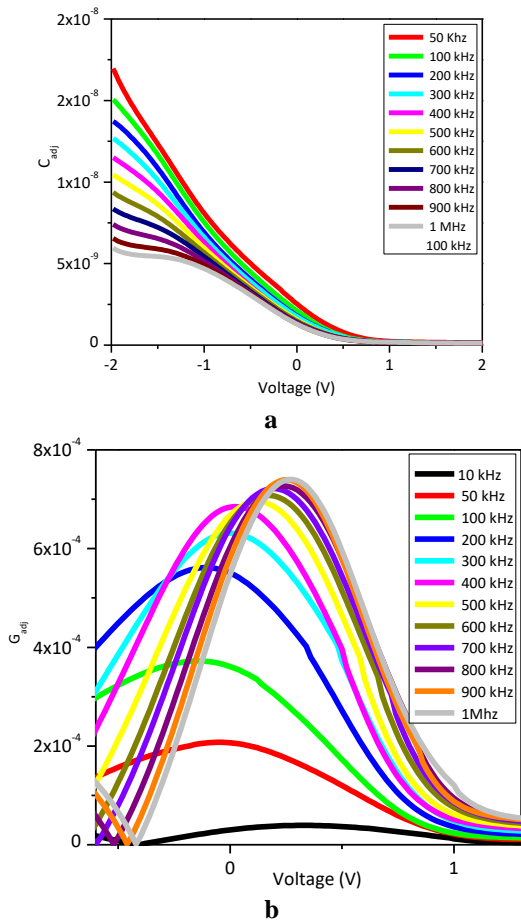 2x10-8
2x10-8
1x10-8
5x10-9
0
C_adj
-2
-1
0
1
2
Voltage (V)
50 Khz
100 kHz
200 kHz
300 kHz
400 kHz
500 kHz
600 kHz
700 kHz
800 kHz
900 kHz
1 MHz
100 kHz
a
8x10-4
6x10-4
4x10-4
2x10-4
0
G_adj
0
1
Voltage (V)
10 kHz
50 kHz
100 kHz
200 kHz
300 kHz
400 kHz
500 kHz
600 kHz
700 kHz
800 kHz
900 kHz
1Mhz
b